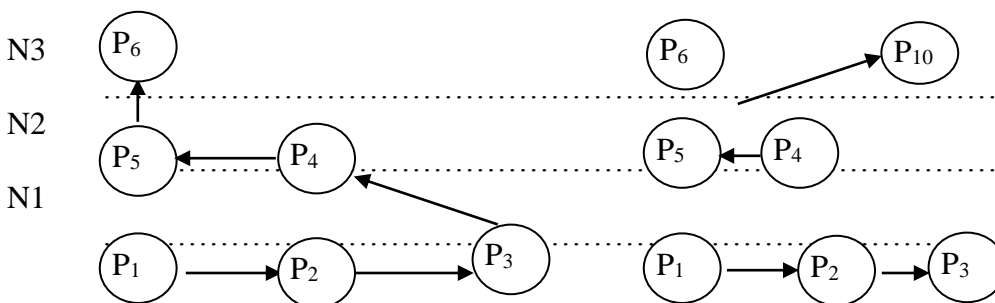 N3 P₆ P₆ P₁₀
N2 P₅ P₄ P₅ P₄
N1
P₁ P₂ P₃ P₁ P₂ P₃